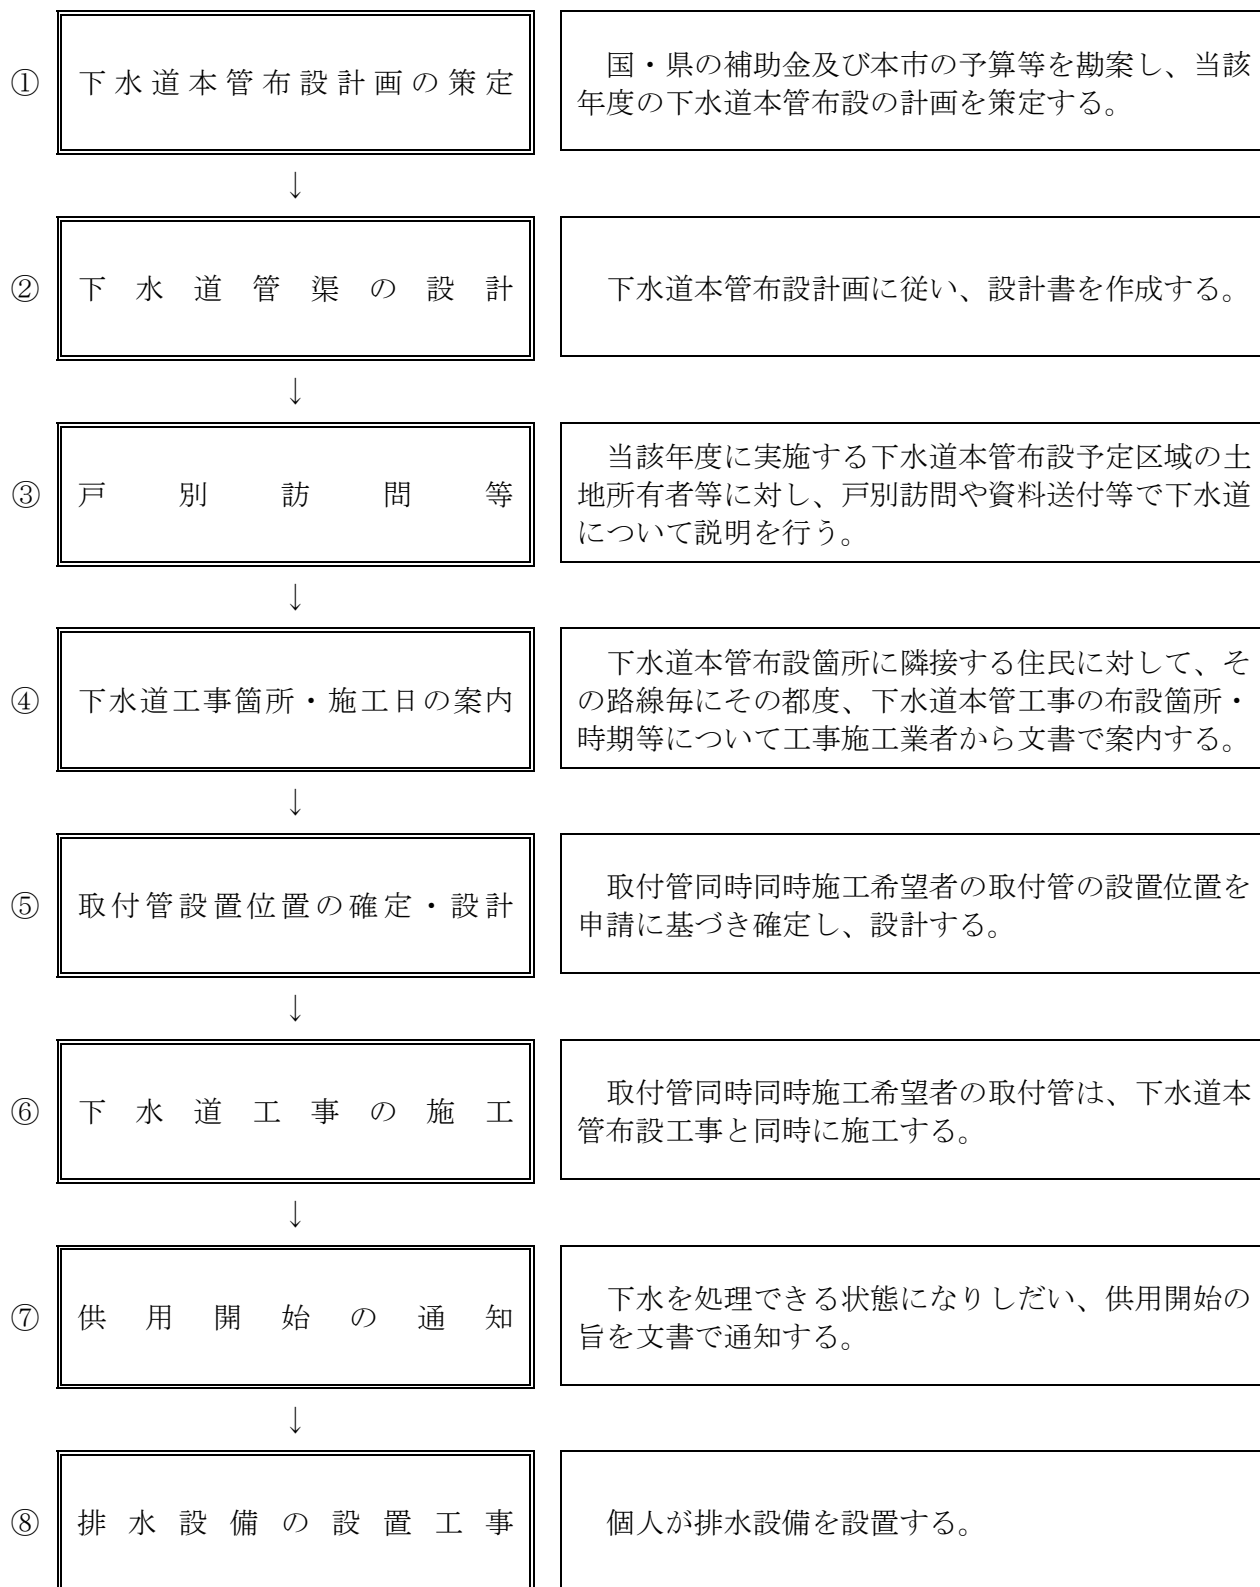 ① 下水道本管布設計画の策定
国・県の補助金及び本市の予算等を勘案し、当該
年度の下水道本管布設の計画を策定する。
↓
② 下水道管渠の設計
下水道本管布設計画に従い、設計書を作成する。
↓
③ 戸別訪問等
当該年度に実施する下水道本管布設予定区域の土
地所有者等に対し、戸別訪問や資料送付等で下水道
について説明を行う。
↓
④ 下水道工事箇所・施工日の案内
下水道本管布設箇所に隣接する住民に対して、そ
の路線毎にその都度、下水道本管工事の布設箇所・
時期等について工事施工業者から文書で案内する。
↓
⑤ 取付管設置位置の確定・設計
取付管同時同時施工希望者の取付管の設置位置を
申請に基づき確定し、設計する。
↓
⑥ 下水道工事の施工
取付管同時同時施工希望者の取付管は、下水道本
管布設工事と同時に施工する。
↓
⑦ 供用開始の通知
下水を処理できる状態になりしだい、供用開始の
旨を文書で通知する。
↓
⑧ 排水設備の設置工事
個人が排水設備を設置する。